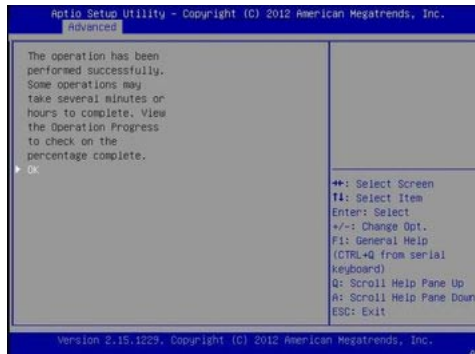 Aptio Setup Utility – Copyright (C) 2012 American Megatrends, Inc.
Advanced
The operation has been
performed successfully.
Some operations may
take several minutes or
hours to complete. View
the Operation Progress
to check on the
percentage complete.
OK
↔: Select Screen
↑↓: Select Item
Enter: Select
+/-: Change Opt.
F1: General Help
(CTRL+Q from serial
keyboard)
Q: Scroll Help Pane Up
A: Scroll Help Pane Down
ESC: Exit
Version 2.15.1229. Copyright (C) 2012 American Megatrends, Inc.